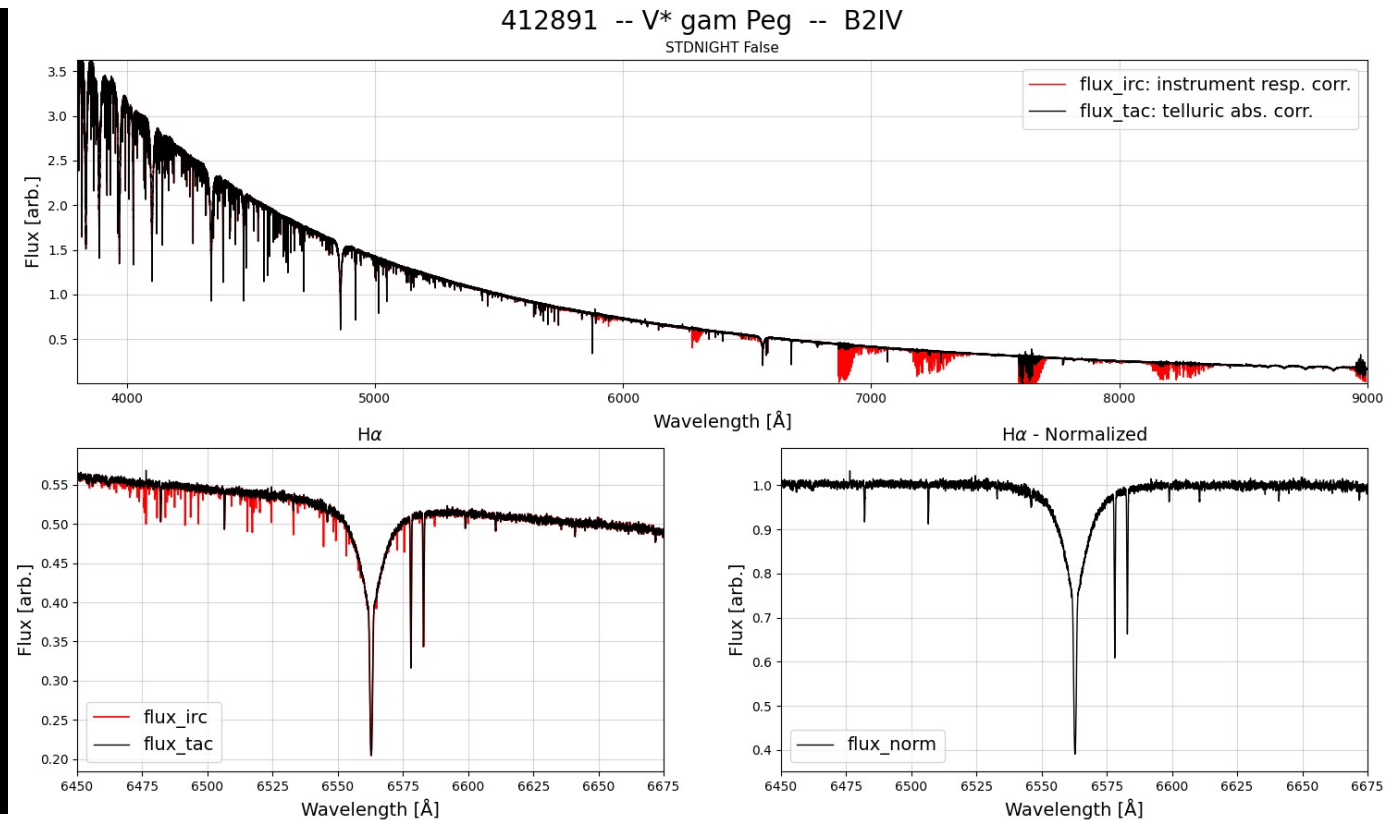 412891 -- V* gam Peg -- B2IV
STDNIGHT False
flux_irc: instrument resp. corr.
flux_tac: telluric abs. corr.
Flux [arb.]
3.5
3.0
2.5
2.0
1.5
1.0
0.5
4000 5000 6000 7000 8000 9000
Wavelength [Å]
Hα
Flux [arb.]
0.55
0.50
0.45
0.40
0.35
0.30
0.25
0.20
flux_irc
flux_tac
6450 6475 6500 6525 6550 6575 6600 6625 6650 6675
Wavelength [Å]
Hα - Normalized
Flux [arb.]
1.0
0.9
0.8
0.7
0.6
0.5
0.4
flux_norm
6450 6475 6500 6525 6550 6575 6600 6625 6650 6675
Wavelength [Å]